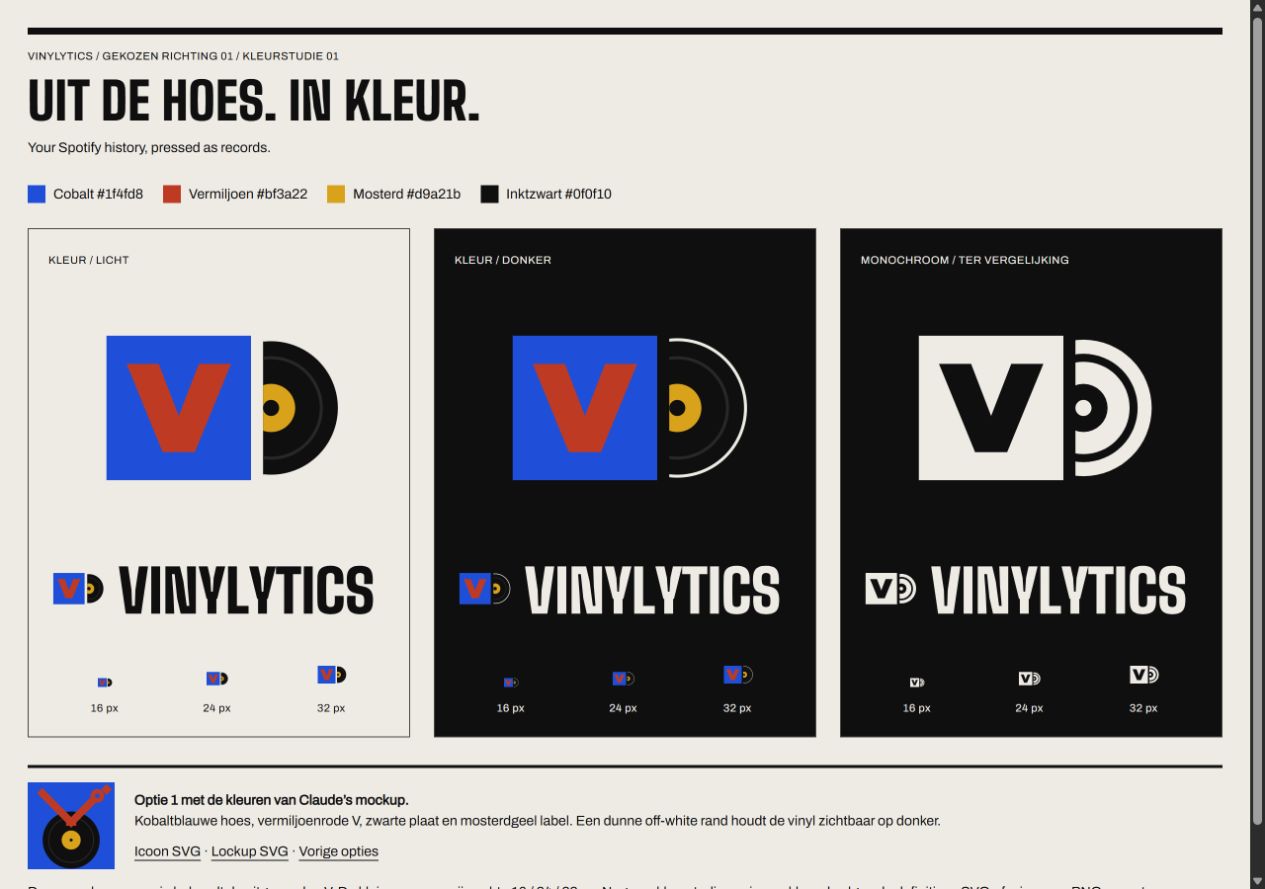 VINYLYTICS / GEKOZEN RICHTING 01 / KLEURSTUDIE 01
UIT DE HOES. IN KLEUR.
Your Spotify history, pressed as records.
Cobalt #1f4fd8 Vermiljoen #bf3a22 Mosterd #d9a21b Inktzwart #0f0f10
KLEUR / LICHT
V
V VINYLYTICS
V V V
16 px 24 px 32 px
KLEUR / DONKER
V
V VINYLYTICS
V V V
16 px 24 px 32 px
MONOCHROOM / TER VERGELIJKING
V
V VINYLYTICS
V V V
16 px 24 px 32 px
Optie 1 met de kleuren van Claude's mockup.
Kobaltblauwe hoes, vermiljoenrode V, zwarte plaat en mosterdgeel label. Een dunne off-white rand houdt de vinyl zichtbaar op donker.
Icoon SVG · Lockup SVG · Vorige opties